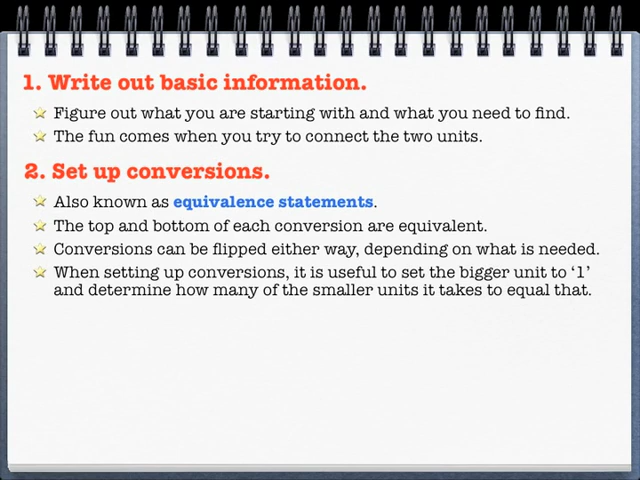 1. Write out basic information.
Figure out what you are starting with and what you need to find.
The fun comes when you try to connect the two units.
2. Set up conversions.
Also known as equivalence statements.
The top and bottom of each conversion are equivalent.
Conversions can be flipped either way, depending on what is needed.
When setting up conversions, it is useful to set the bigger unit to ‘1’
and determine how many of the smaller units it takes to equal that.